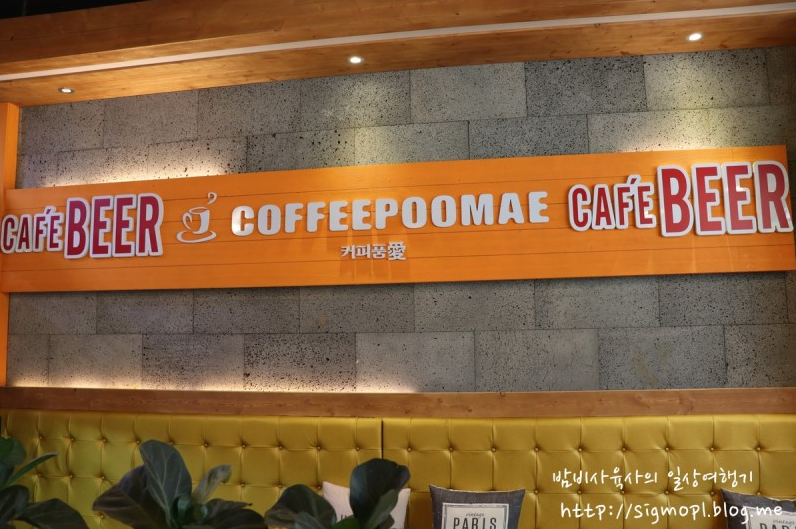 CAFÉ BEER COFFEEPOOMAE CAFÉ BEER
커피품愛
PARIS
밤비사육사의 일상여행기
http://sigmopl.blog.me